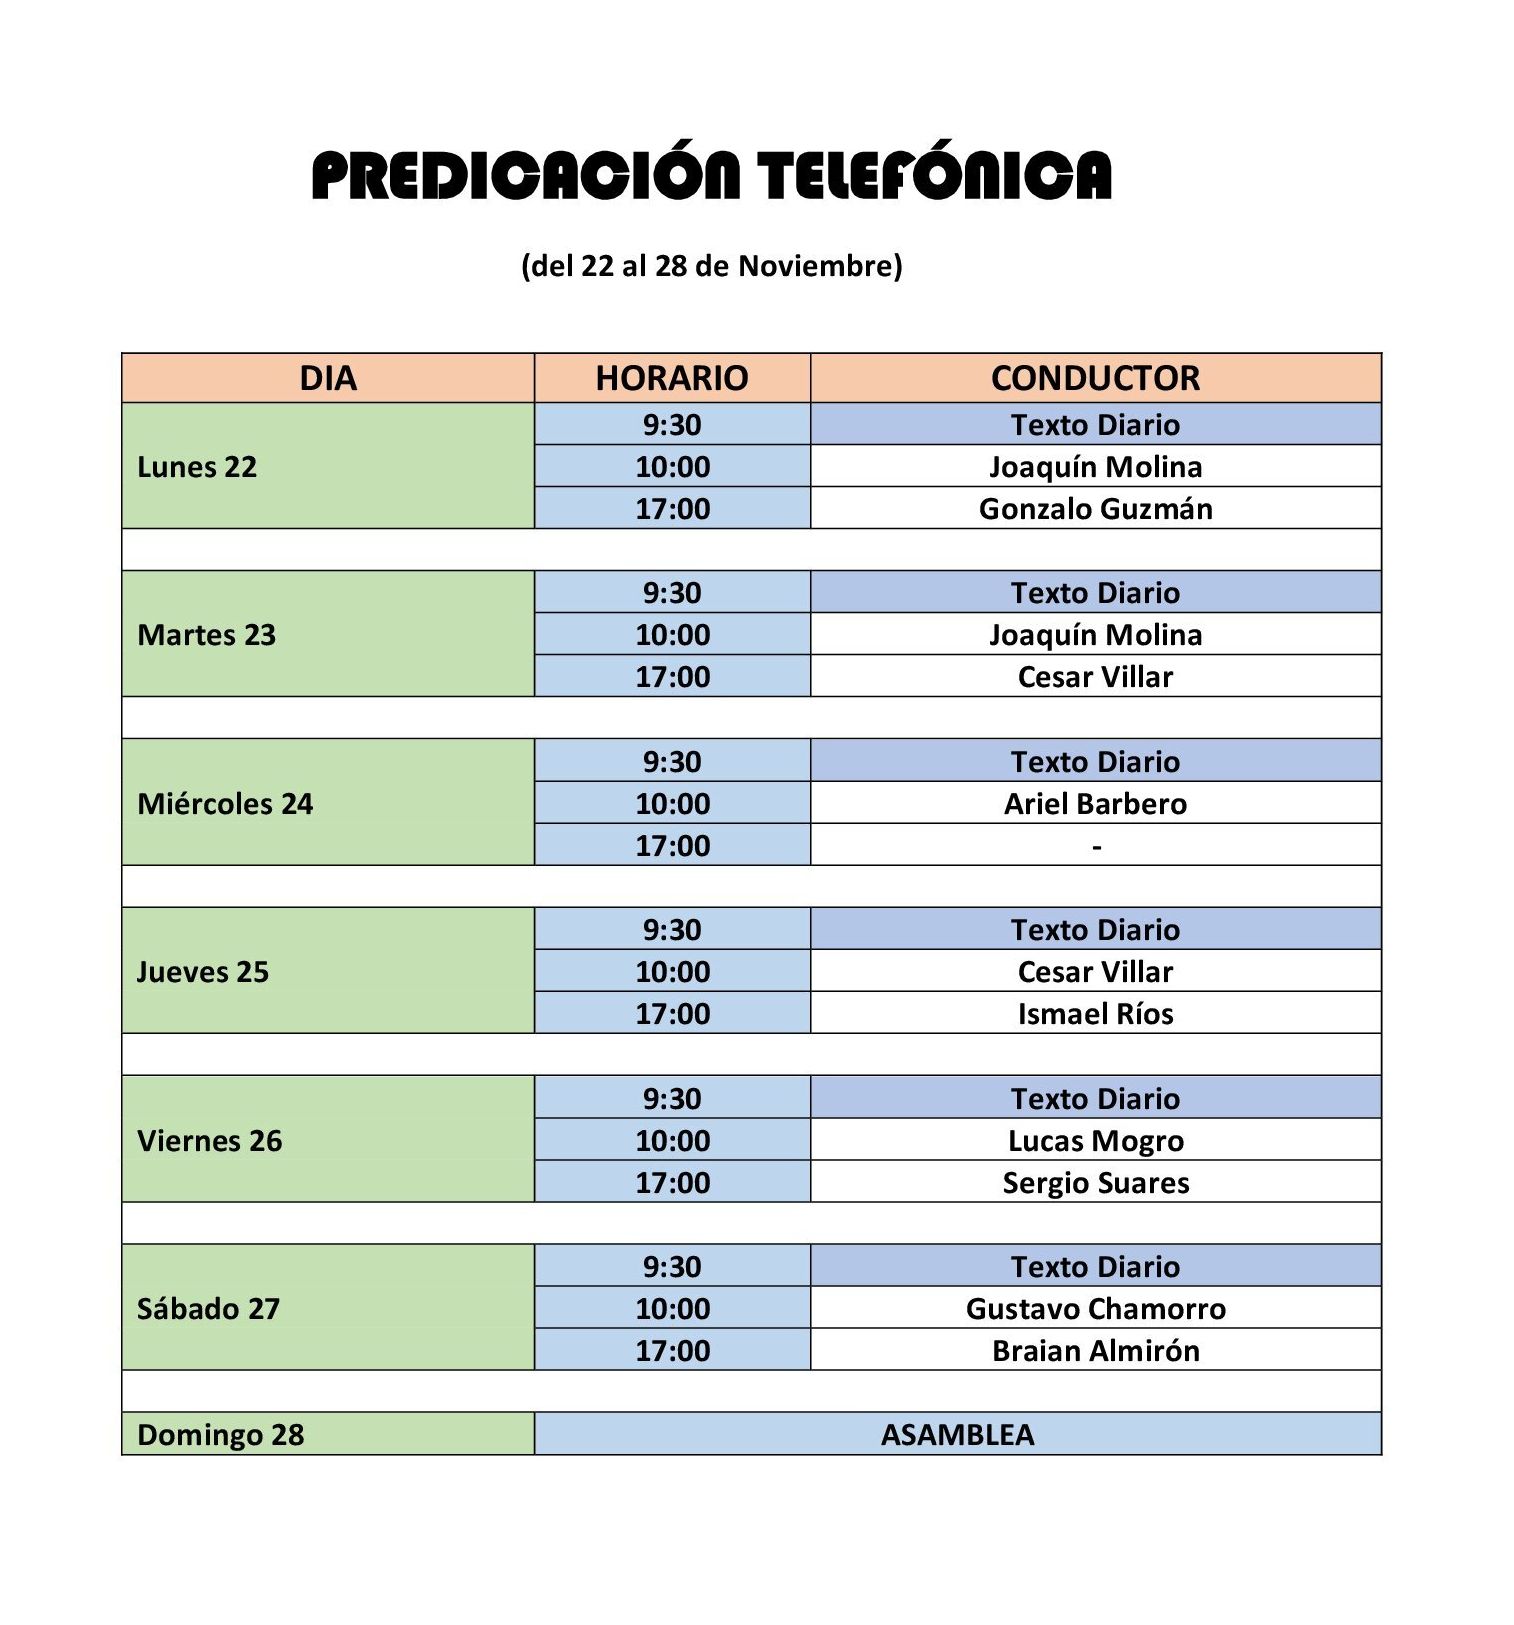 PREDICACIÓN TELEFÓNICA
(del 22 al 28 de Noviembre)
DIA HORARIO CONDUCTOR
Lunes 22
9:30 Texto Diario
10:00 Joaquín Molina
17:00 Gonzalo Guzmán
Martes 23
9:30 Texto Diario
10:00 Joaquín Molina
17:00 Cesar Villar
Miércoles 24
9:30 Texto Diario
10:00 Ariel Barbero
17:00 -
Jueves 25
9:30 Texto Diario
10:00 Cesar Villar
17:00 Ismael Ríos
Viernes 26
9:30 Texto Diario
10:00 Lucas Mogro
17:00 Sergio Suares
Sábado 27
9:30 Texto Diario
10:00 Gustavo Chamorro
17:00 Braian Almirón
Domingo 28 ASAMBLEA